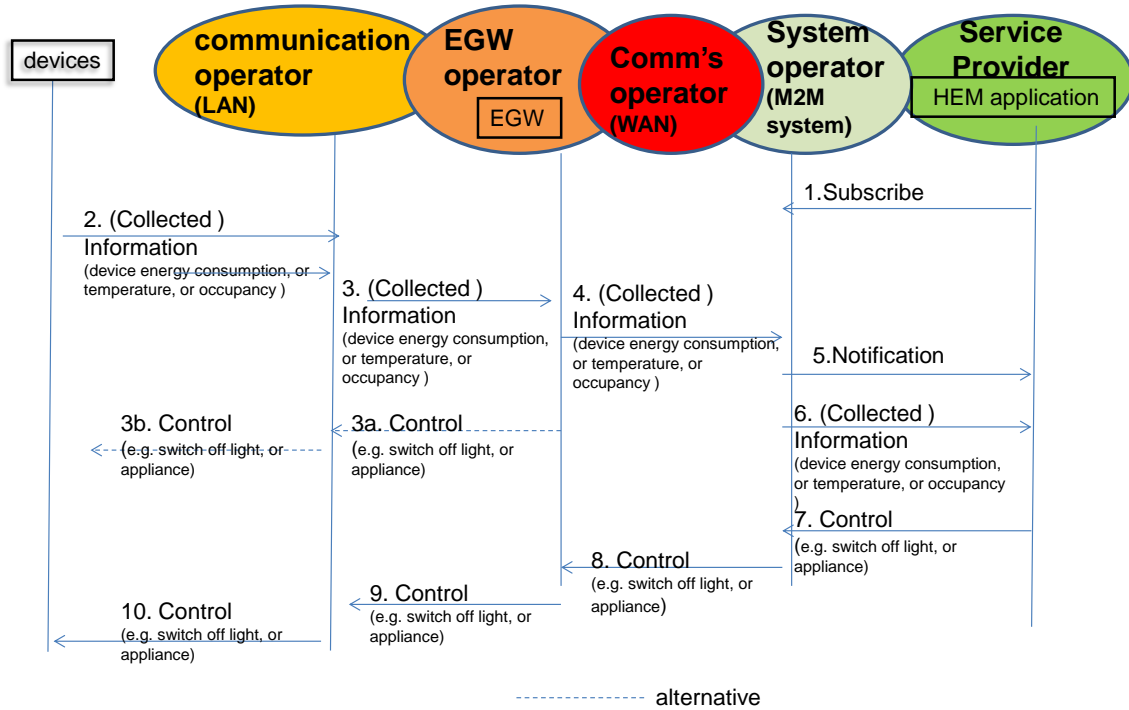 devices
communication
operator
(LAN)
EGW
operator
EGW
Comm's
operator
(WAN)
System
operator
(M2M
system)
Service
Provider
HEM application
1.Subscribe
2. (Collected )
Information
(device energy consumption, or
temperature, or occupancy )
3. (Collected )
Information
(device energy consumption,
or temperature, or
occupancy )
4. (Collected )
Information
(device energy consumption,
or temperature, or
occupancy )
5.Notification
3b. Control
(e.g. switch off light, or
appliance)
3a. Control
(e.g. switch off light, or
appliance)
6. (Collected )
Information
(device energy consumption,
or temperature, or occupancy
)
7. Control
(e.g. switch off light, or
appliance)
8. Control
(e.g. switch off light, or
appliance)
9. Control
(e.g. switch off light, or
appliance)
10. Control
(e.g. switch off light, or
appliance)
alternative